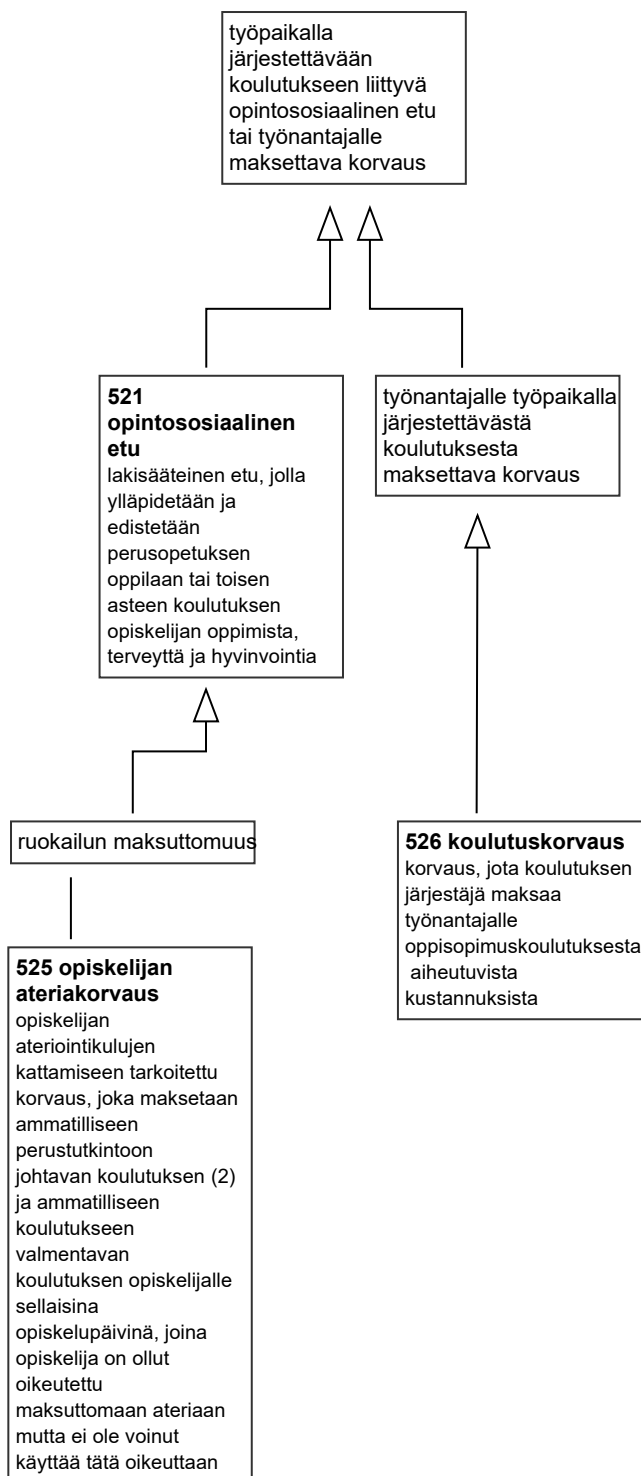 työpaikalla
järjestettävään
koulutukseen liittyvä
opintososiaalinen etu
tai työnantajalle
maksettava korvaus
521
opintososiaalinen
etu
lakisääteinen etu, jolla
ylläpidetään ja
edistetään
perusopetuksen
oppilaan tai toisen
asteen koulutuksen
opiskelijan oppimista,
terveyttä ja hyvinvointia
työnantajalle työpaikalla
järjestettävästä
koulutuksesta
maksettava korvaus
ruokailun maksuttomuus
526 koulutuskorvaus
korvaus, jota koulutuksen
järjestäjä maksaa
työnantajalle
oppisopimuskoulutuksesta
aiheutuvista
kustannuksista
525 opiskelijan
ateriakorvaus
opiskelijan
ateriointikulujen
kattamiseen tarkoitettu
korvaus, joka maksetaan
ammatilliseen
perustutkintoon
johtavan koulutuksen (2)
ja ammatilliseen
koulutukseen
valmentavan
koulutuksen opiskelijalle
sellaisina
opiskelupäivinä, joina
opiskelija on ollut
oikeutettu
maksuttomaan ateriaan
mutta ei ole voinut
käyttää tätä oikeuttaan